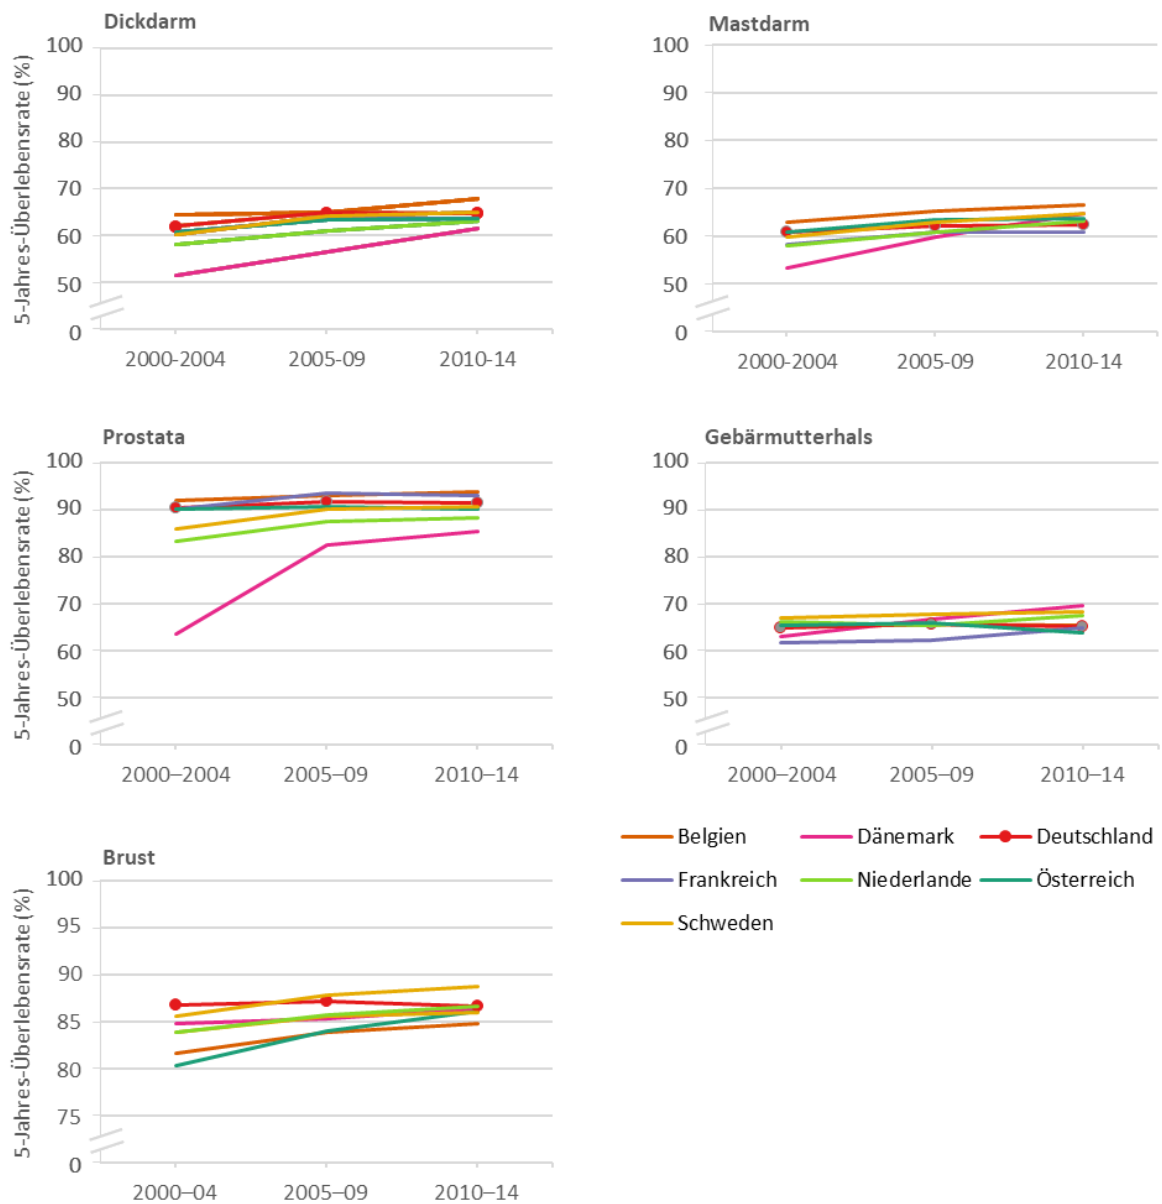 Dickdarm
5-Jahres-Überlebensrate (%)
100
90
80
70
60
50
0
2000-2004 2005-09 2010-14
Mastdarm
100
90
80
70
60
50
0
2000-2004 2005-09 2010-14
Prostata
5-Jahres-Überlebensrate (%)
100
90
80
70
60
50
0
2000–2004 2005–09 2010–14
Gebärmutterhals
100
90
80
70
60
50
0
2000–2004 2005–09 2010–14
Belgien Dänemark Deutschland
Frankreich Niederlande Österreich
Schweden
Brust
5-Jahres-Überlebensrate (%)
100
95
90
85
80
75
0
2000–04 2005–09 2010–14